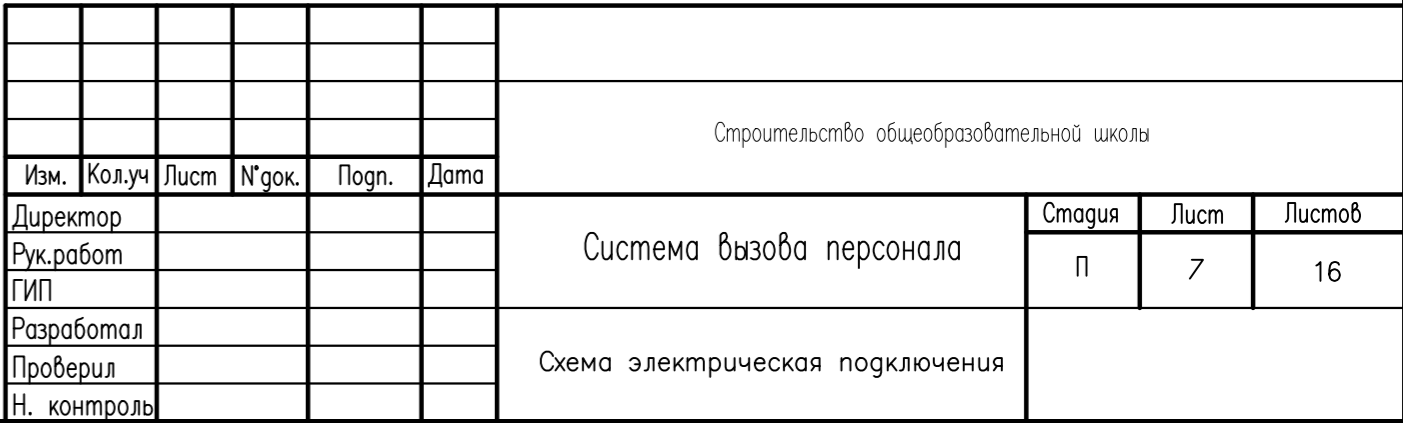 Строительство общеобразовательной школы
Изм. Кол.уч Лист N°док. Подп. Дата
Директор
Стадия Лист Листов
Рук.работ
Система вызова персонала
П 7 16
ГИП
Разработал
Проверил
Схема электрическая подключения
Н. контроль